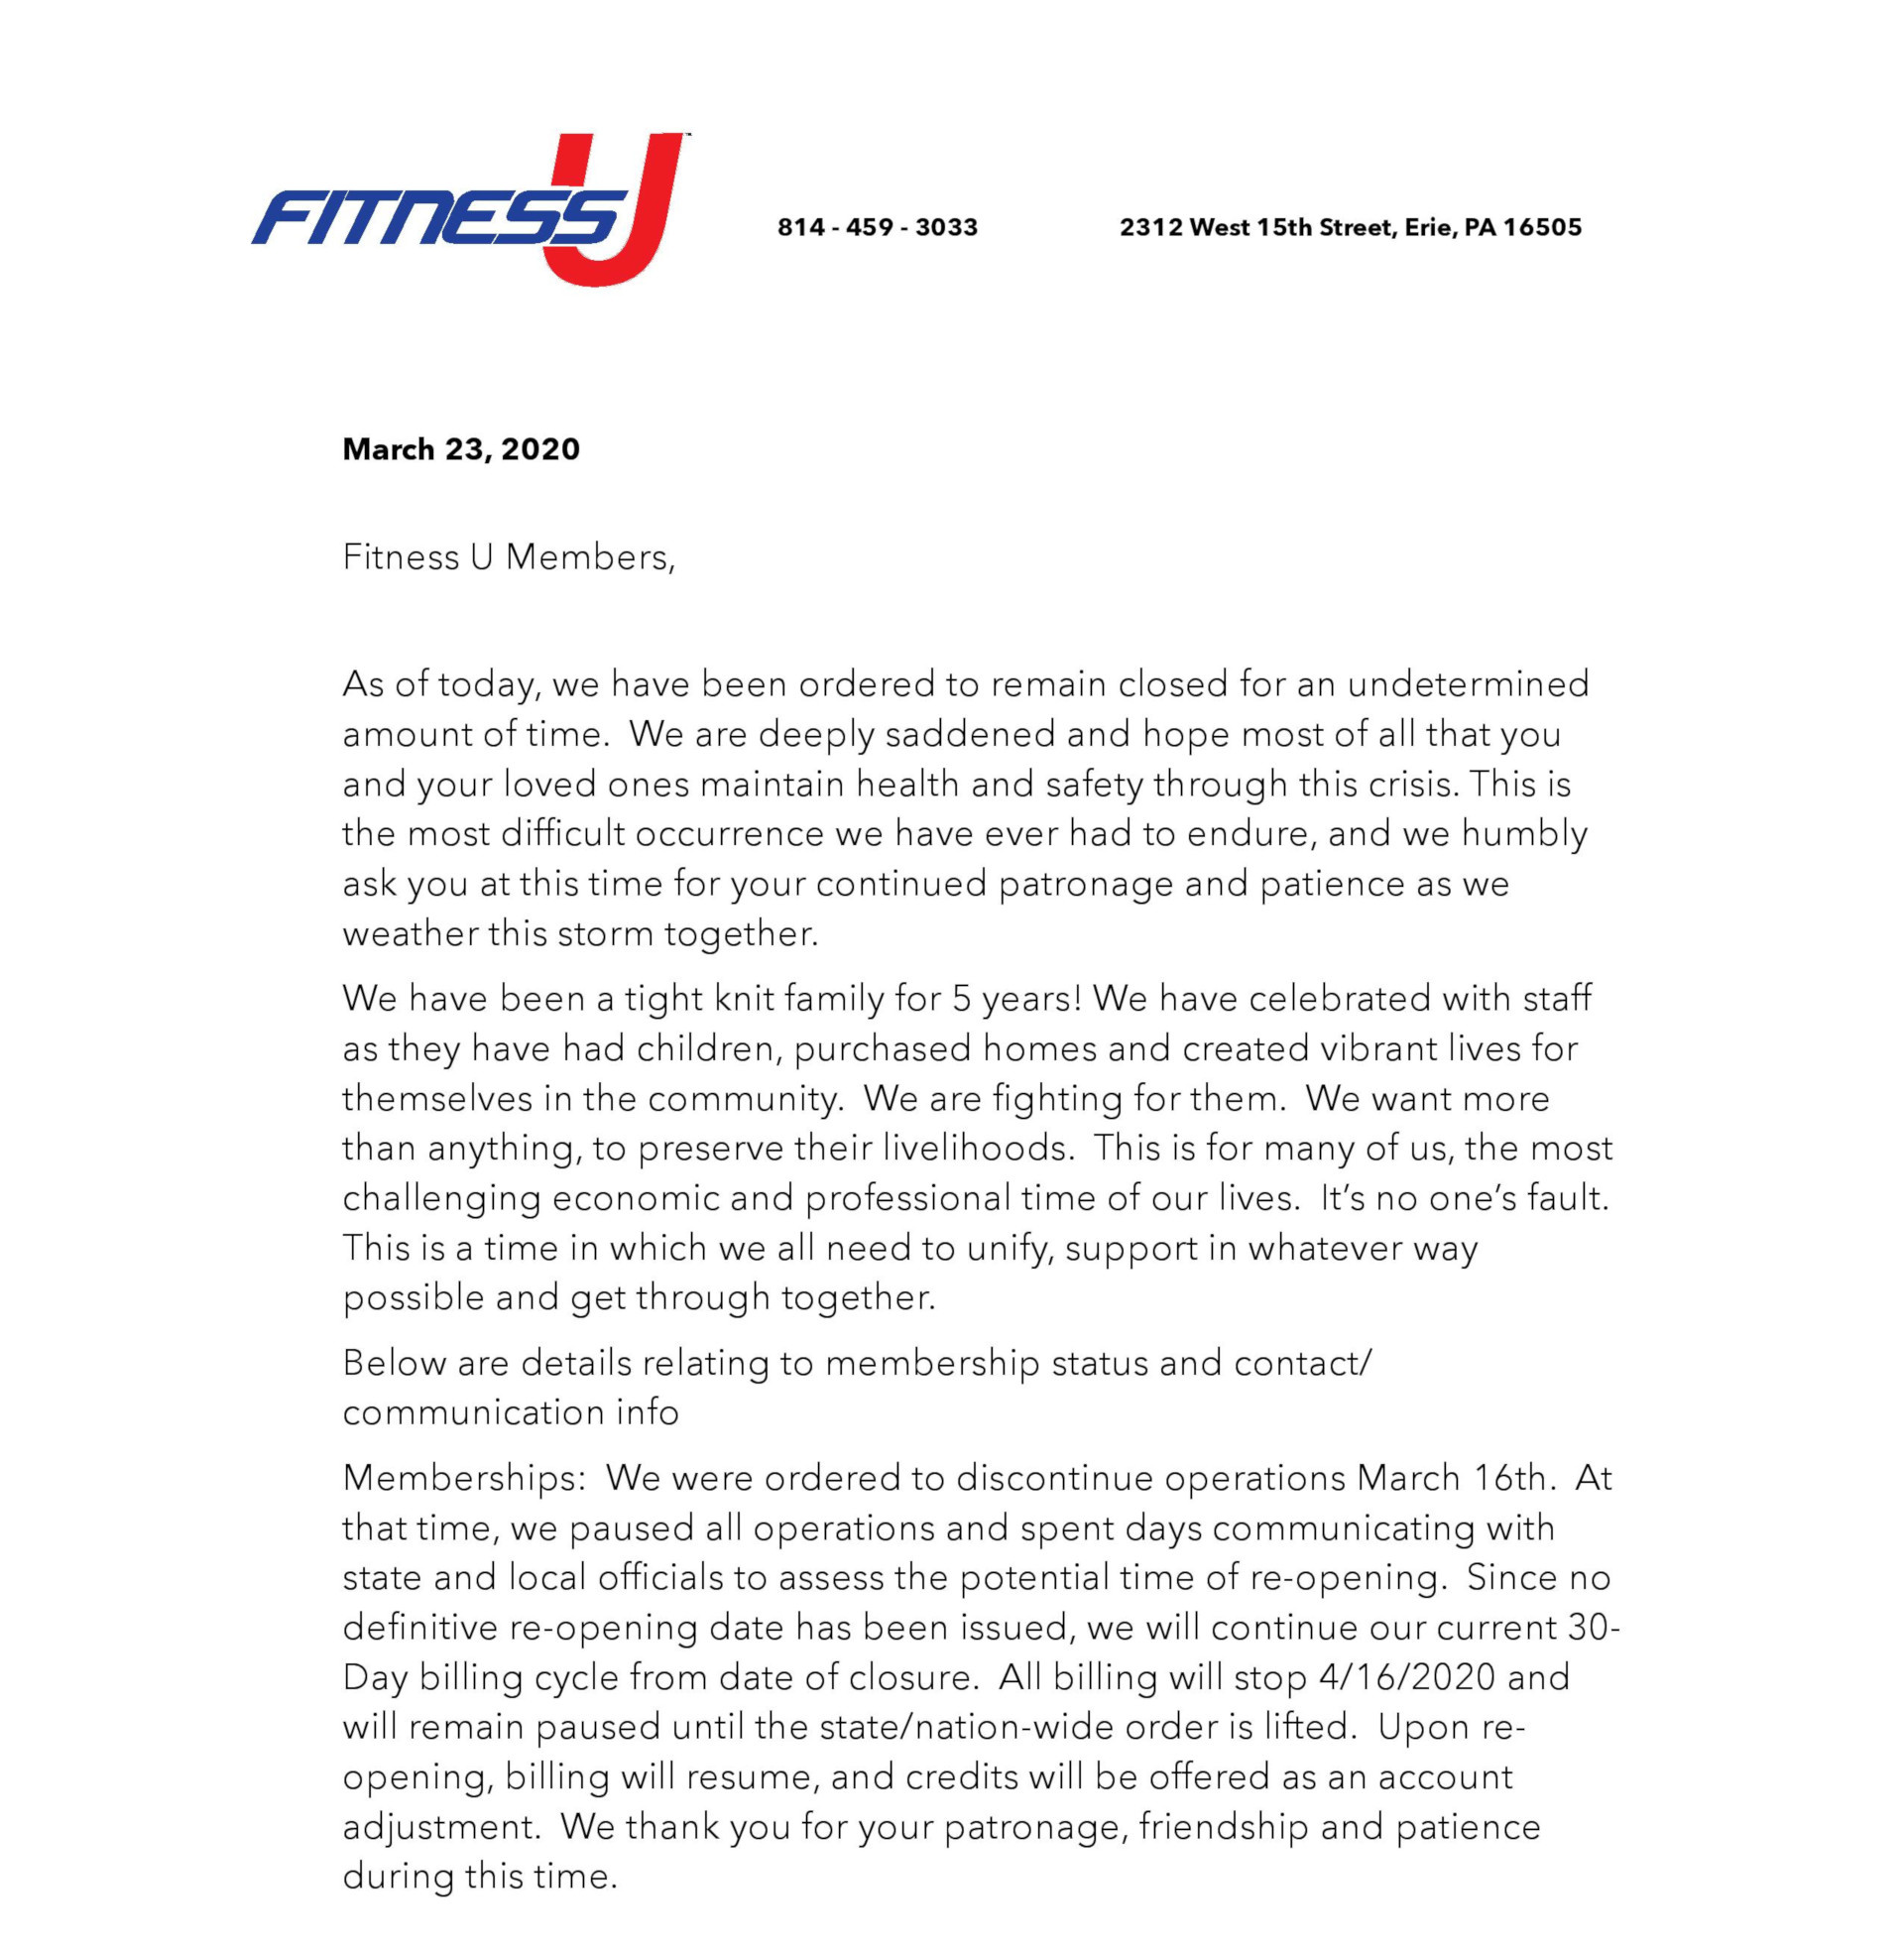 FITNESS U™
814 - 459 - 3033
2312 West 15th Street, Erie, PA 16505
March 23, 2020
Fitness U Members,
As of today, we have been ordered to remain closed for an undetermined
amount of time.  We are deeply saddened and hope most of all that you
and your loved ones maintain health and safety through this crisis. This is
the most difficult occurrence we have ever had to endure, and we humbly
ask you at this time for your continued patronage and patience as we
weather this storm together.
We have been a tight knit family for 5 years! We have celebrated with staff
as they have had children, purchased homes and created vibrant lives for
themselves in the community.  We are fighting for them.  We want more
than anything, to preserve their livelihoods.  This is for many of us, the most
challenging economic and professional time of our lives.  It’s no one’s fault.
This is a time in which we all need to unify, support in whatever way
possible and get through together.
Below are details relating to membership status and contact/
communication info
Memberships:  We were ordered to discontinue operations March 16th.  At
that time, we paused all operations and spent days communicating with
state and local officials to assess the potential time of re-opening.  Since no
definitive re-opening date has been issued, we will continue our current 30-
Day billing cycle from date of closure.  All billing will stop 4/16/2020 and
will remain paused until the state/nation-wide order is lifted.  Upon re-
opening, billing will resume, and credits will be offered as an account
adjustment.  We thank you for your patronage, friendship and patience
during this time.